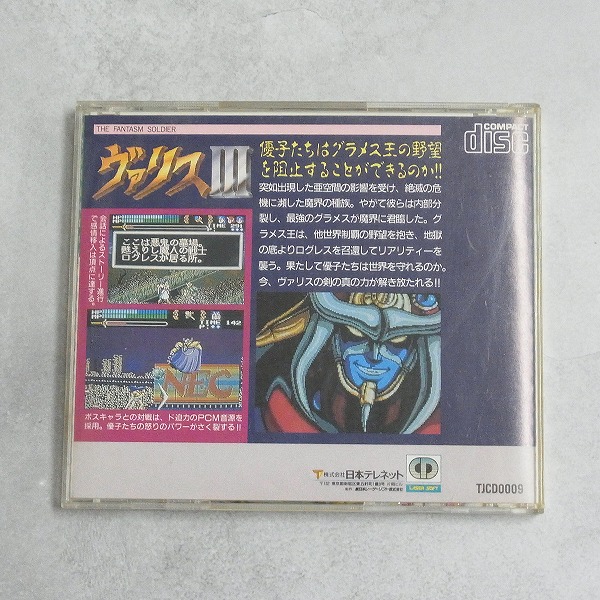 THE FANTASM SOLDIER
ヴァリスIII
COMPACT
disc
優子たちはグラメス王の野望
を阻止することができるのか!!
突如出現した亜空間の影響を受け、絶滅の危
機に瀕した魔界の種族。やがて彼らは内部分
裂し、最強のグラメスが魔界に君臨した。グ
ラメス王は、他世界制覇の野望を抱き、地獄
の底よりログレスを召還してリアリティーを
襲う。果たして優子たちは世界を守れるのか。
今、ヴァリスの剣の真の力が解き放たれる!!
会話によるストーリー進行
で感情移入は頂点に達する。
ここは悪鬼の墓場。
ログレスが居る所。
TIME
142
NEC
ボスキャラとの対戦は、ド迫力のPCM音源を
採用。優子たちの怒りのパワーがさく裂する!!
株式会社日本テレネット
LASER SOFT
TJCD0009